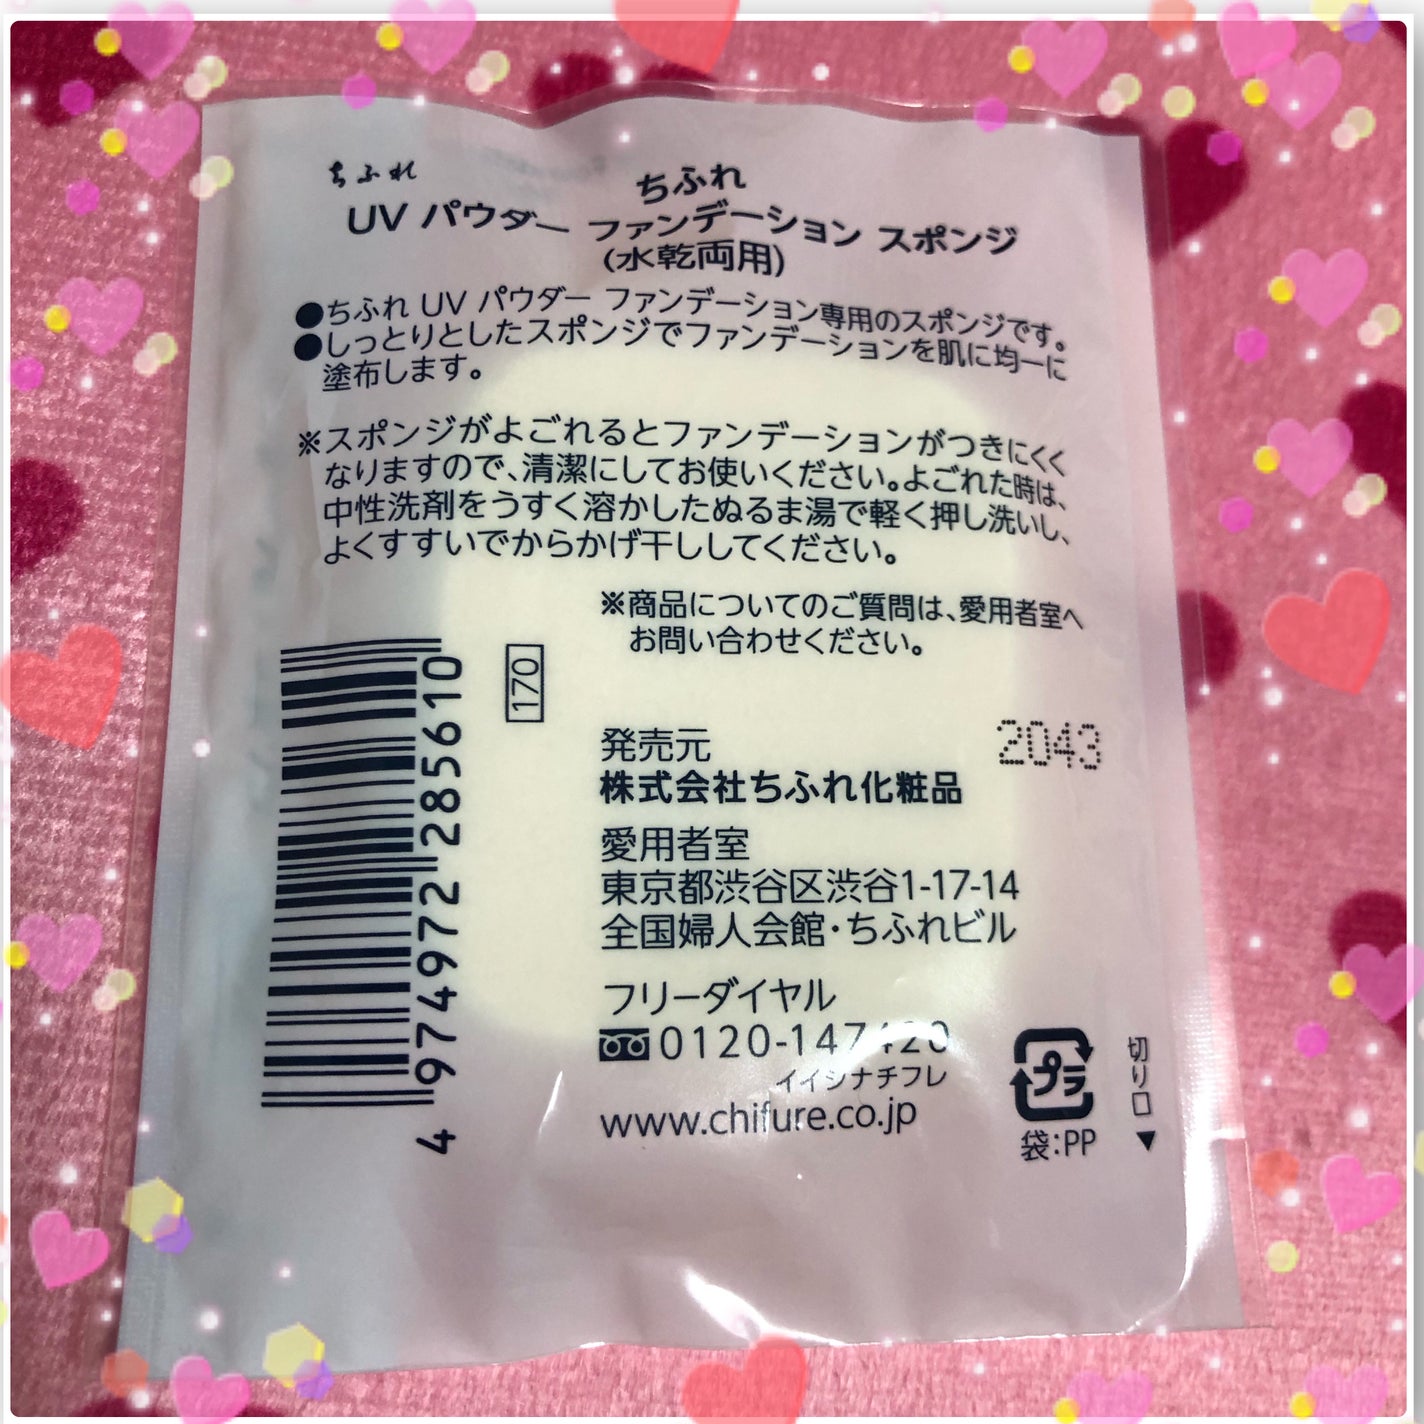 ちふれ
ちふれ
UV パウダー ファンデーション スポンジ
(水乾両用)
●ちふれ UV パウダー ファンデーション専用のスポンジです。
●しっとりとしたスポンジでファンデーションを肌に均一に
塗布します。
※スポンジがよごれるとファンデーションがつきにくく
なりますので、清潔にしてお使いください。よごれた時は、
中性洗剤をうすく溶かしたぬるま湯で軽く押し洗いし、
よくすすいでからかげ干ししてください。
※商品についてのご質問は、愛用者室へ
お問い合わせください。
4 974972 285610
170
発売元
2043
株式会社ちふれ化粧品
愛用者室
東京都渋谷区渋谷1-17-14
全国婦人会館・ちふれビル
フリーダイヤル
0120-147420
イイシナチフレ
www.chifure.co.jp
プラ
袋:PP
切り口▼